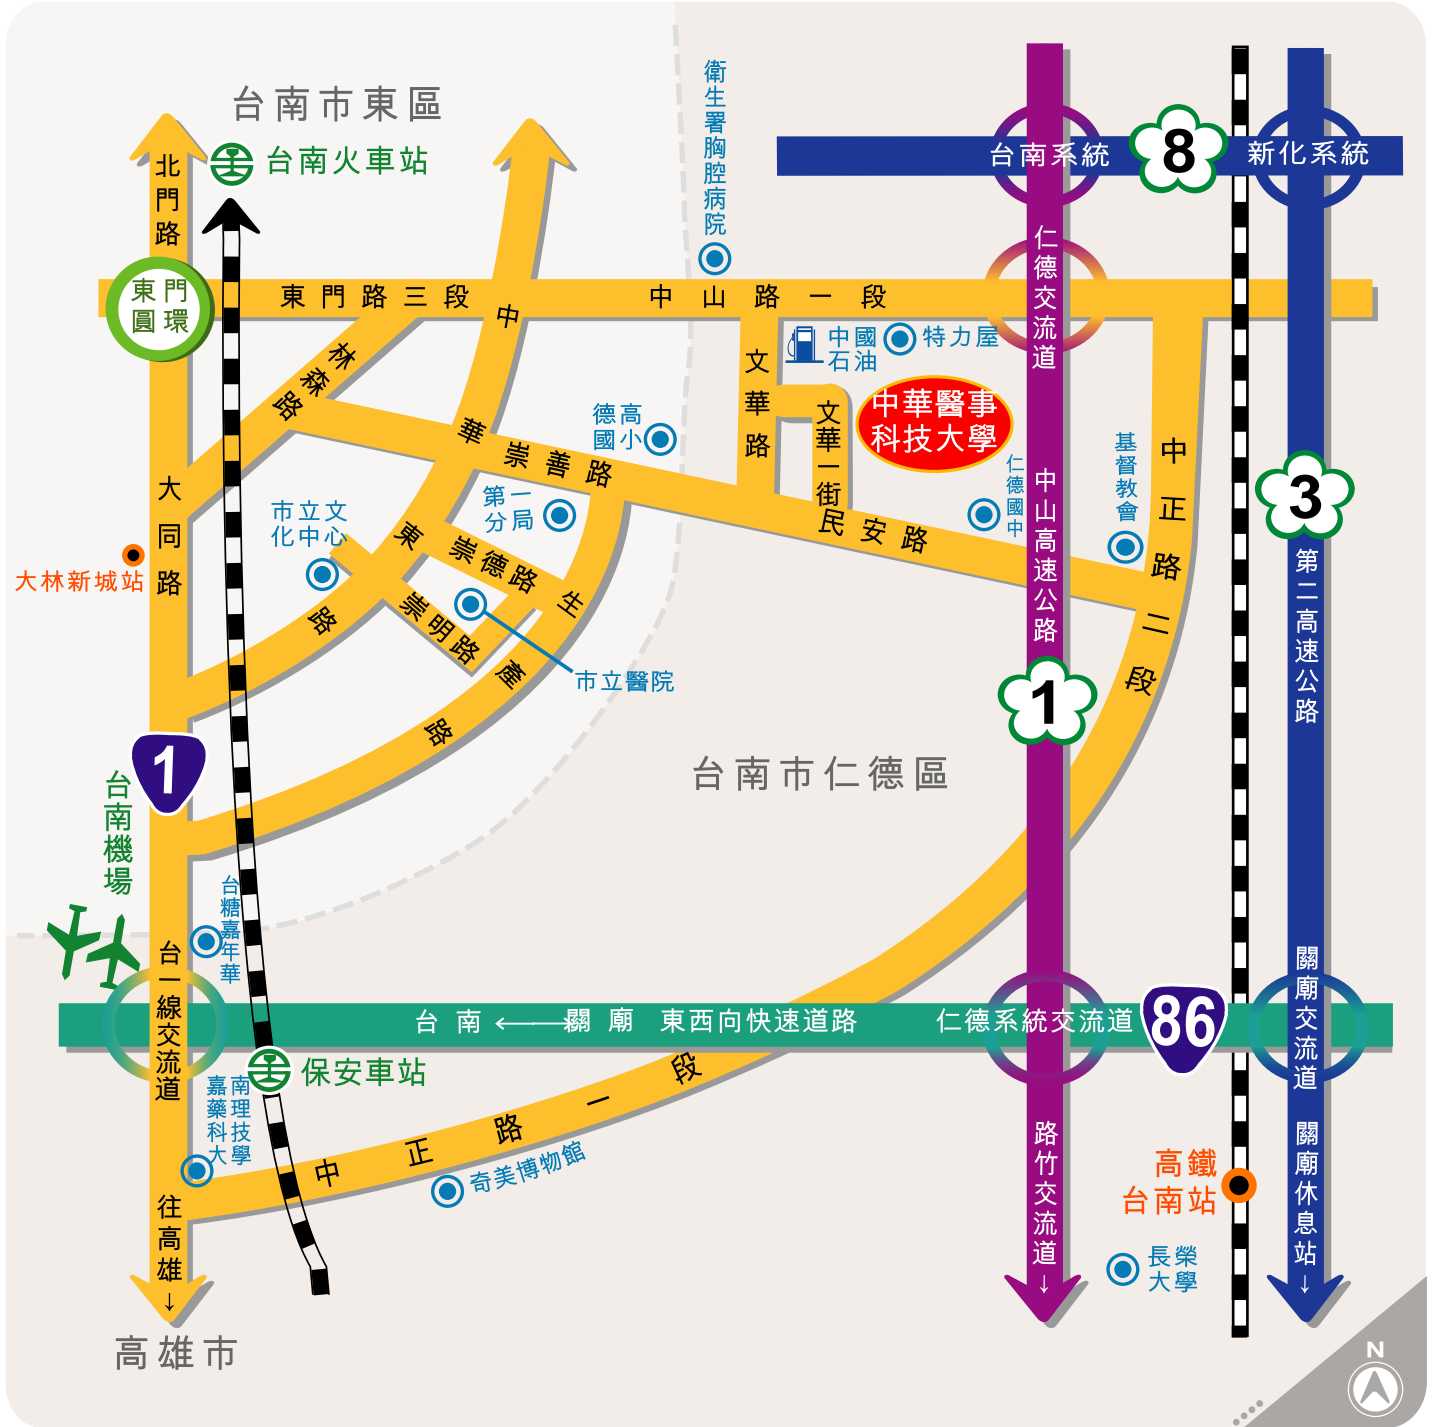 台南市東區
台南火車站
北門路
衛生署胸腔病院
台南系統
8
新化系統
仁德交流道
東門圓環
東門路三段
中山路一段
中華東路
林森路
文華路
中國石油
特力屋
文華一街
中華醫事
科技大學
德高國小
崇善路
民安路
仁德國中
基督教會
中正路二段
中山高速公路
3
第二高速公路
大同路
市立文
化中心
第一
分局
崇德路
崇明路
生產路
市立醫院
大林新城站
1
1
台南市仁德區
台南機場
台糖嘉年華
台一線交流道
台南⟷關廟 東西向快速道路
仁德系統交流道
86
關廟交流道
保安車站
嘉南藥理科技大學
中正路一段
奇美博物館
路竹交流道↓
關廟休息站↓
高鐵
台南站
長榮
大學
往高雄↓
高雄市
N